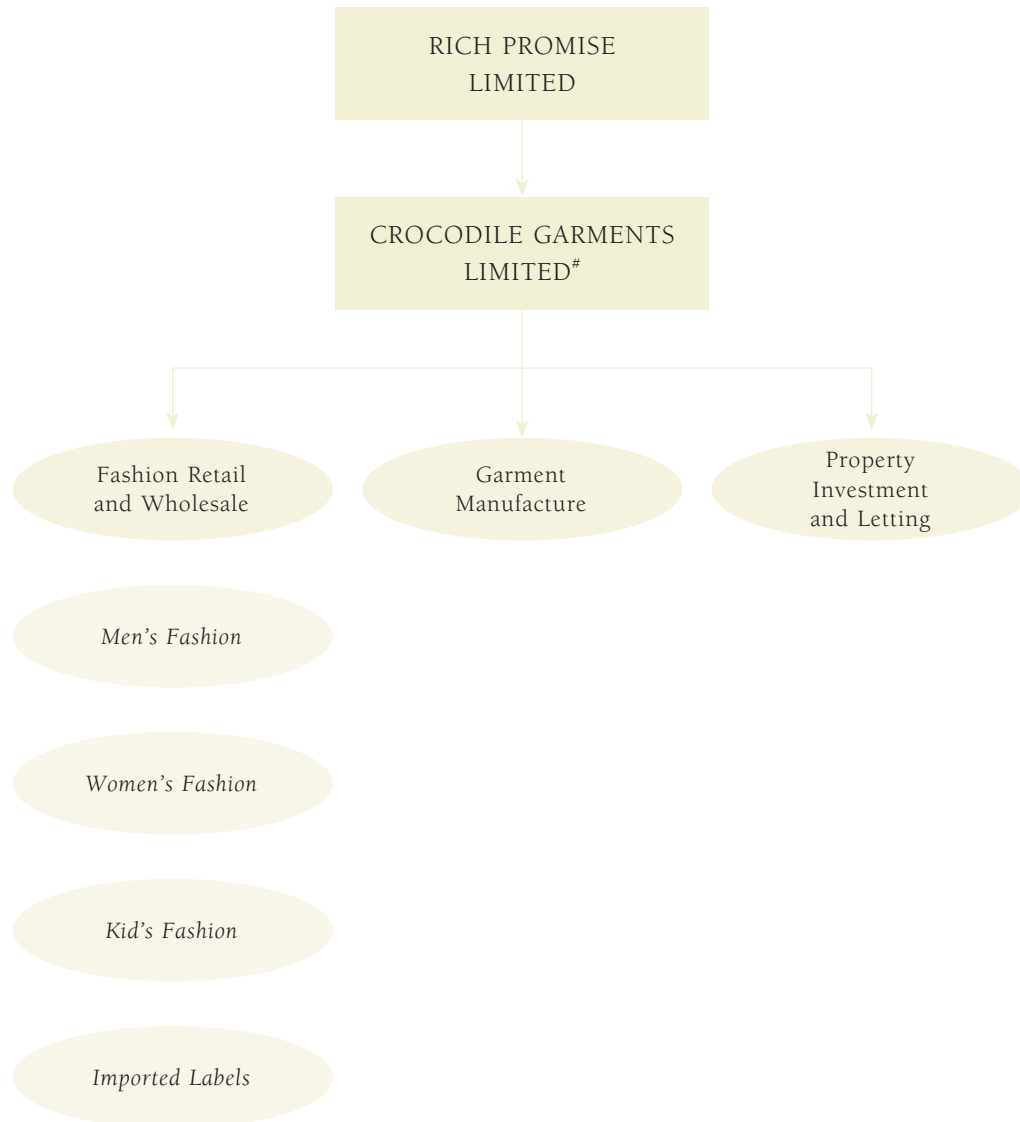 RICH PROMISE
LIMITED
CROCODILE GARMENTS
LIMITED#
Fashion Retail
and Wholesale
Garment
Manufacture
Property
Investment
and Letting
Men’s Fashion
Women’s Fashion
Kid’s Fashion
Imported Labels